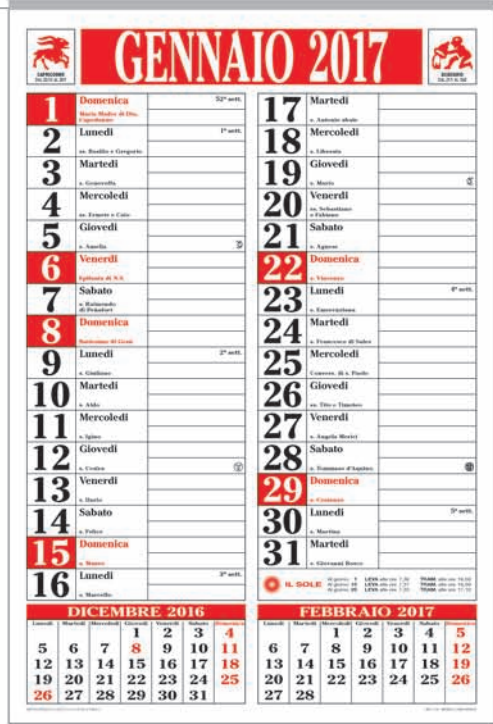 GENNAIO 2017
CAPRICORNO
ACQUARIO
1 Domenica 52ª sett.
Maria Madre di Dio,
Capodanno
2 Lunedì 1ª sett.
ss. Basilio e Gregorio
3 Martedì
s. Genoveffa
4 Mercoledì
ss. Ermete e Caio
5 Giovedì
s. Amelia
6 Venerdì
Epifania di N.S.
7 Sabato
s. Raimondo
di Peñafort
8 Domenica
Battesimo di Gesù
9 Lunedì 2ª sett.
s. Giuliano
10 Martedì
s. Aldo
11 Mercoledì
s. Igino
12 Giovedì
s. Cesira
13 Venerdì
s. Ilario
14 Sabato
s. Felice
15 Domenica
s. Mauro
16 Lunedì 3ª sett.
s. Marcello
17 Martedì
s. Antonio abate
18 Mercoledì
s. Liberata
19 Giovedì
s. Mario
20 Venerdì
ss. Sebastiano
e Fabiano
21 Sabato
s. Agnese
22 Domenica
s. Vincenzo
23 Lunedì 4ª sett.
s. Emerenziana
24 Martedì
s. Francesco di Sales
25 Mercoledì
Convers. di s. Paolo
26 Giovedì
ss. Tito e Timoteo
27 Venerdì
s. Angela Merici
28 Sabato
s. Tommaso d'Aquino
29 Domenica
s. Costanzo
30 Lunedì 5ª sett.
s. Martina
31 Martedì
s. Giovanni Bosco
IL SOLE
DICEMBRE 2016
Lunedì Martedì Mercoledì Giovedì Venerdì Sabato Domenica
1 2 3 4
5 6 7 8 9 10 11
12 13 14 15 16 17 18
19 20 21 22 23 24 25
26 27 28 29 30 31
FEBBRAIO 2017
Lunedì Martedì Mercoledì Giovedì Venerdì Sabato Domenica
1 2 3 4 5
6 7 8 9 10 11 12
13 14 15 16 17 18 19
20 21 22 23 24 25 26
27 28